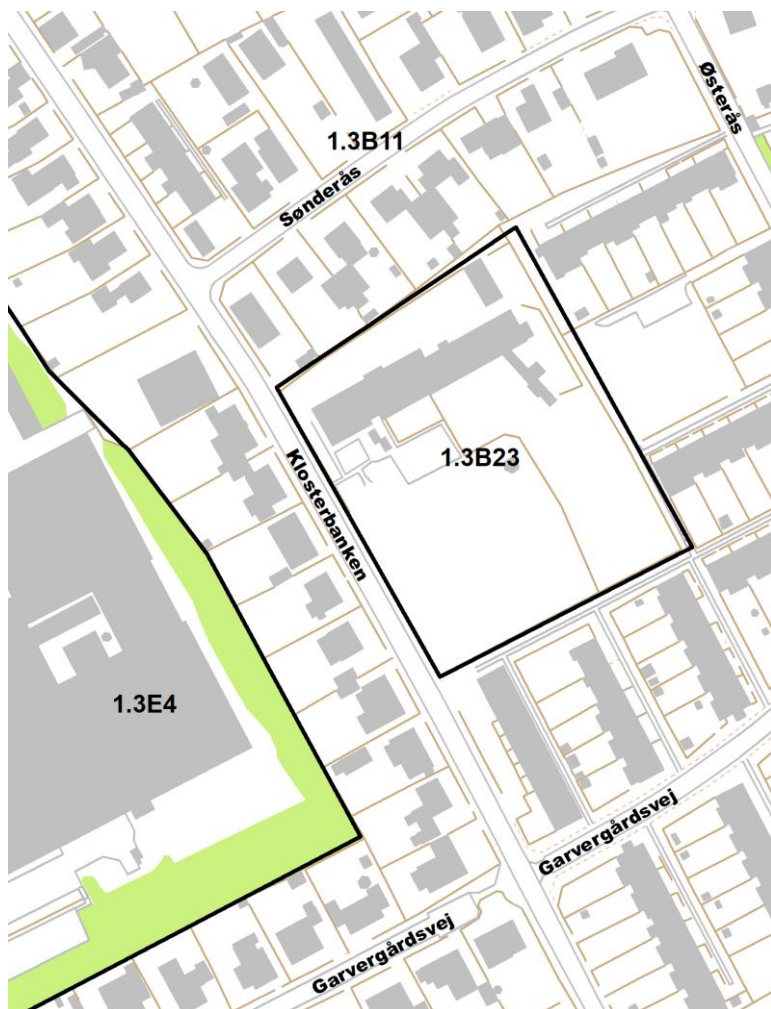 Østerås
1.3B11
Sønderås
1.3B23
Klosterbanken
1.3E4
Garvergårdsvej
Garvergårdsvej